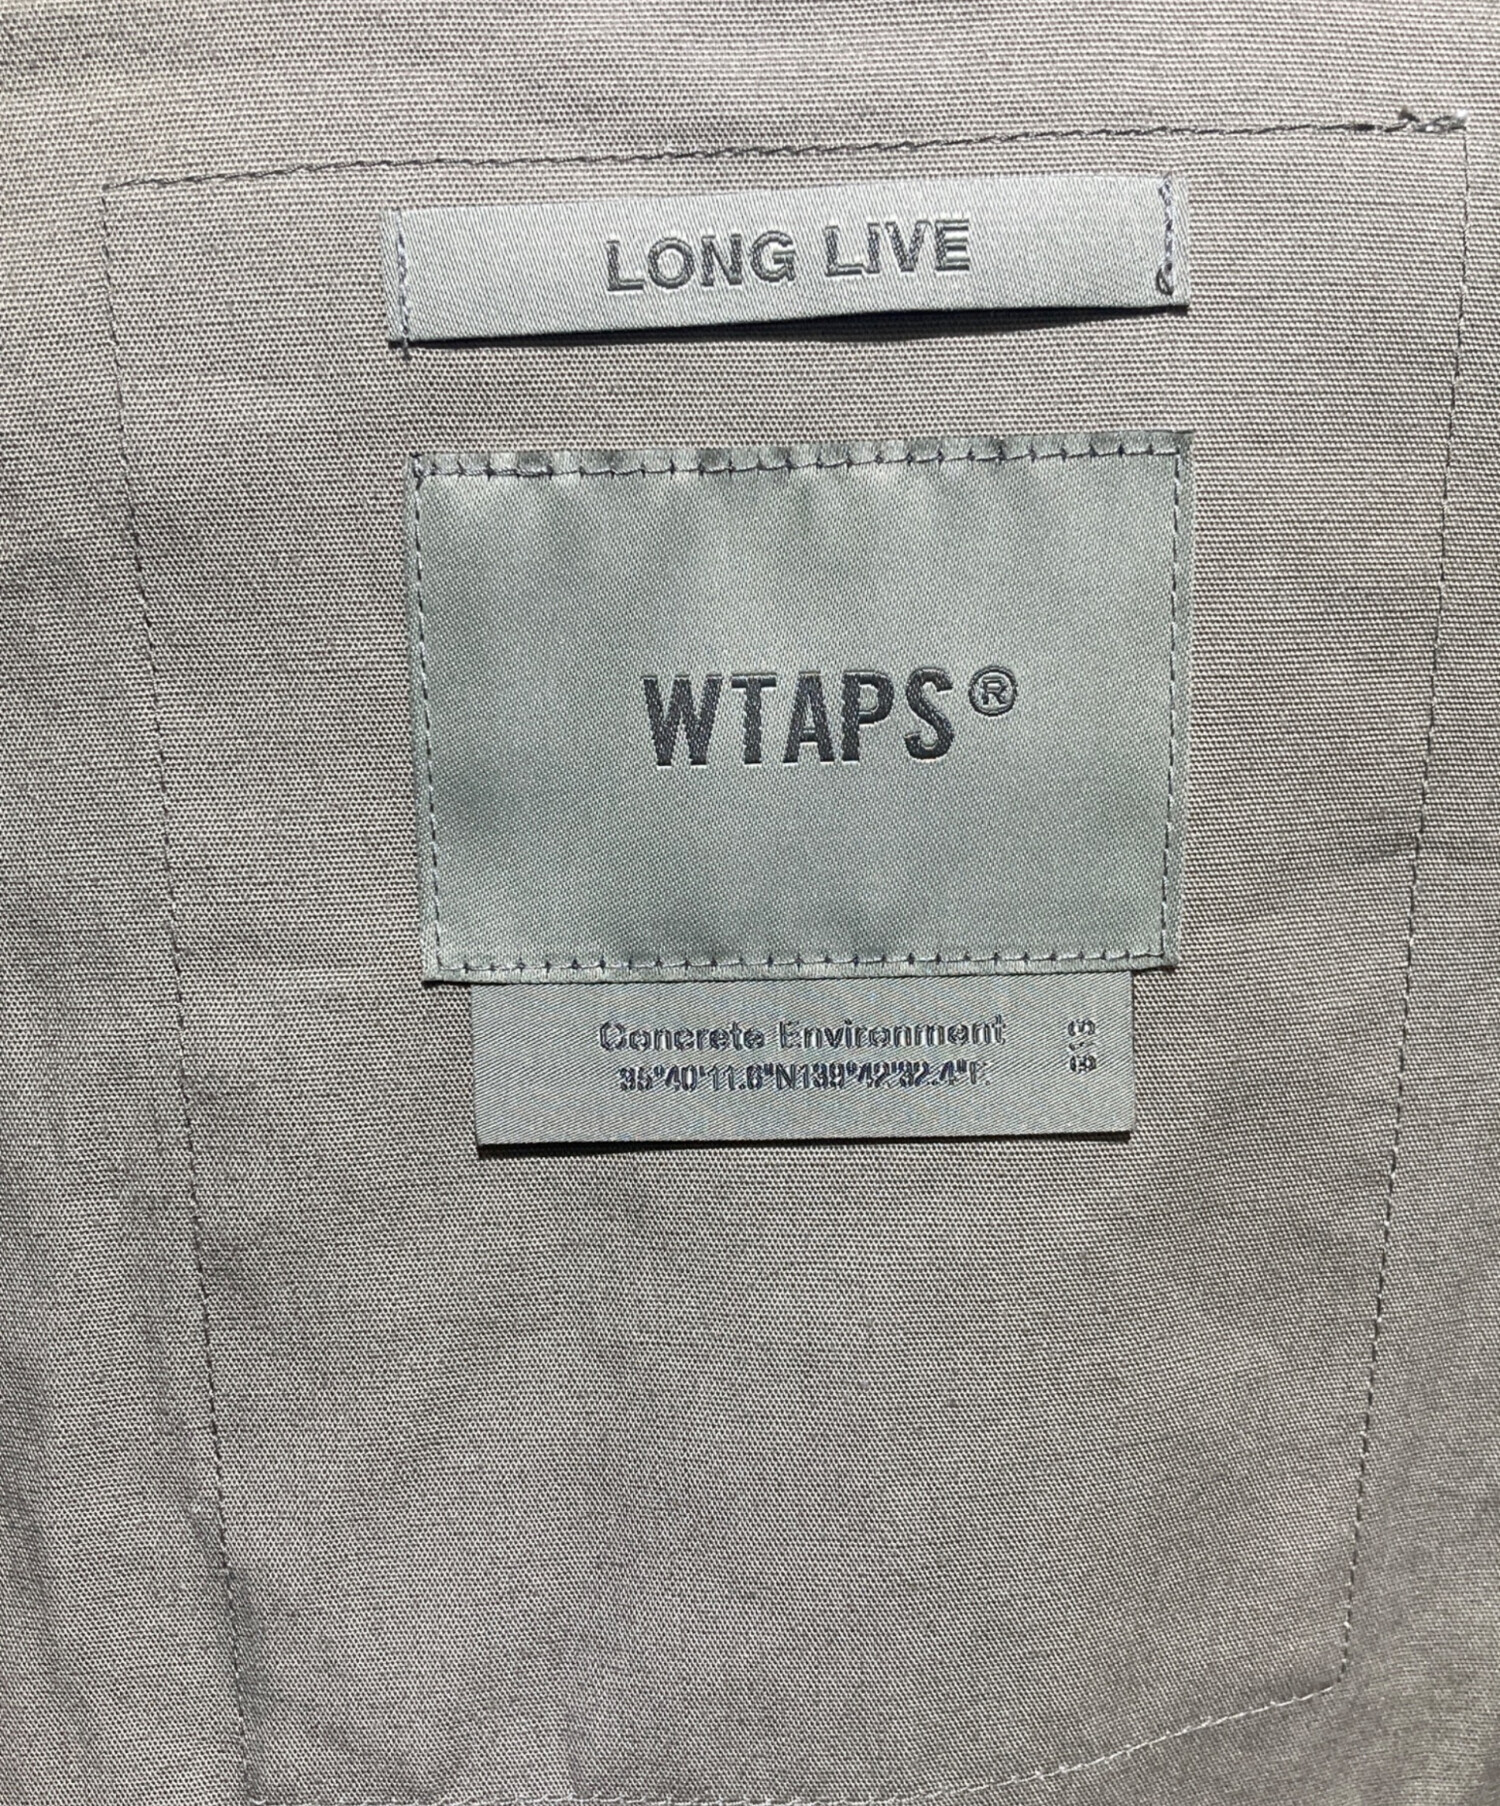 LONG LIVE
WTAPS®
Concrete Environment
35°40'11.6"N139°42'32.4"E